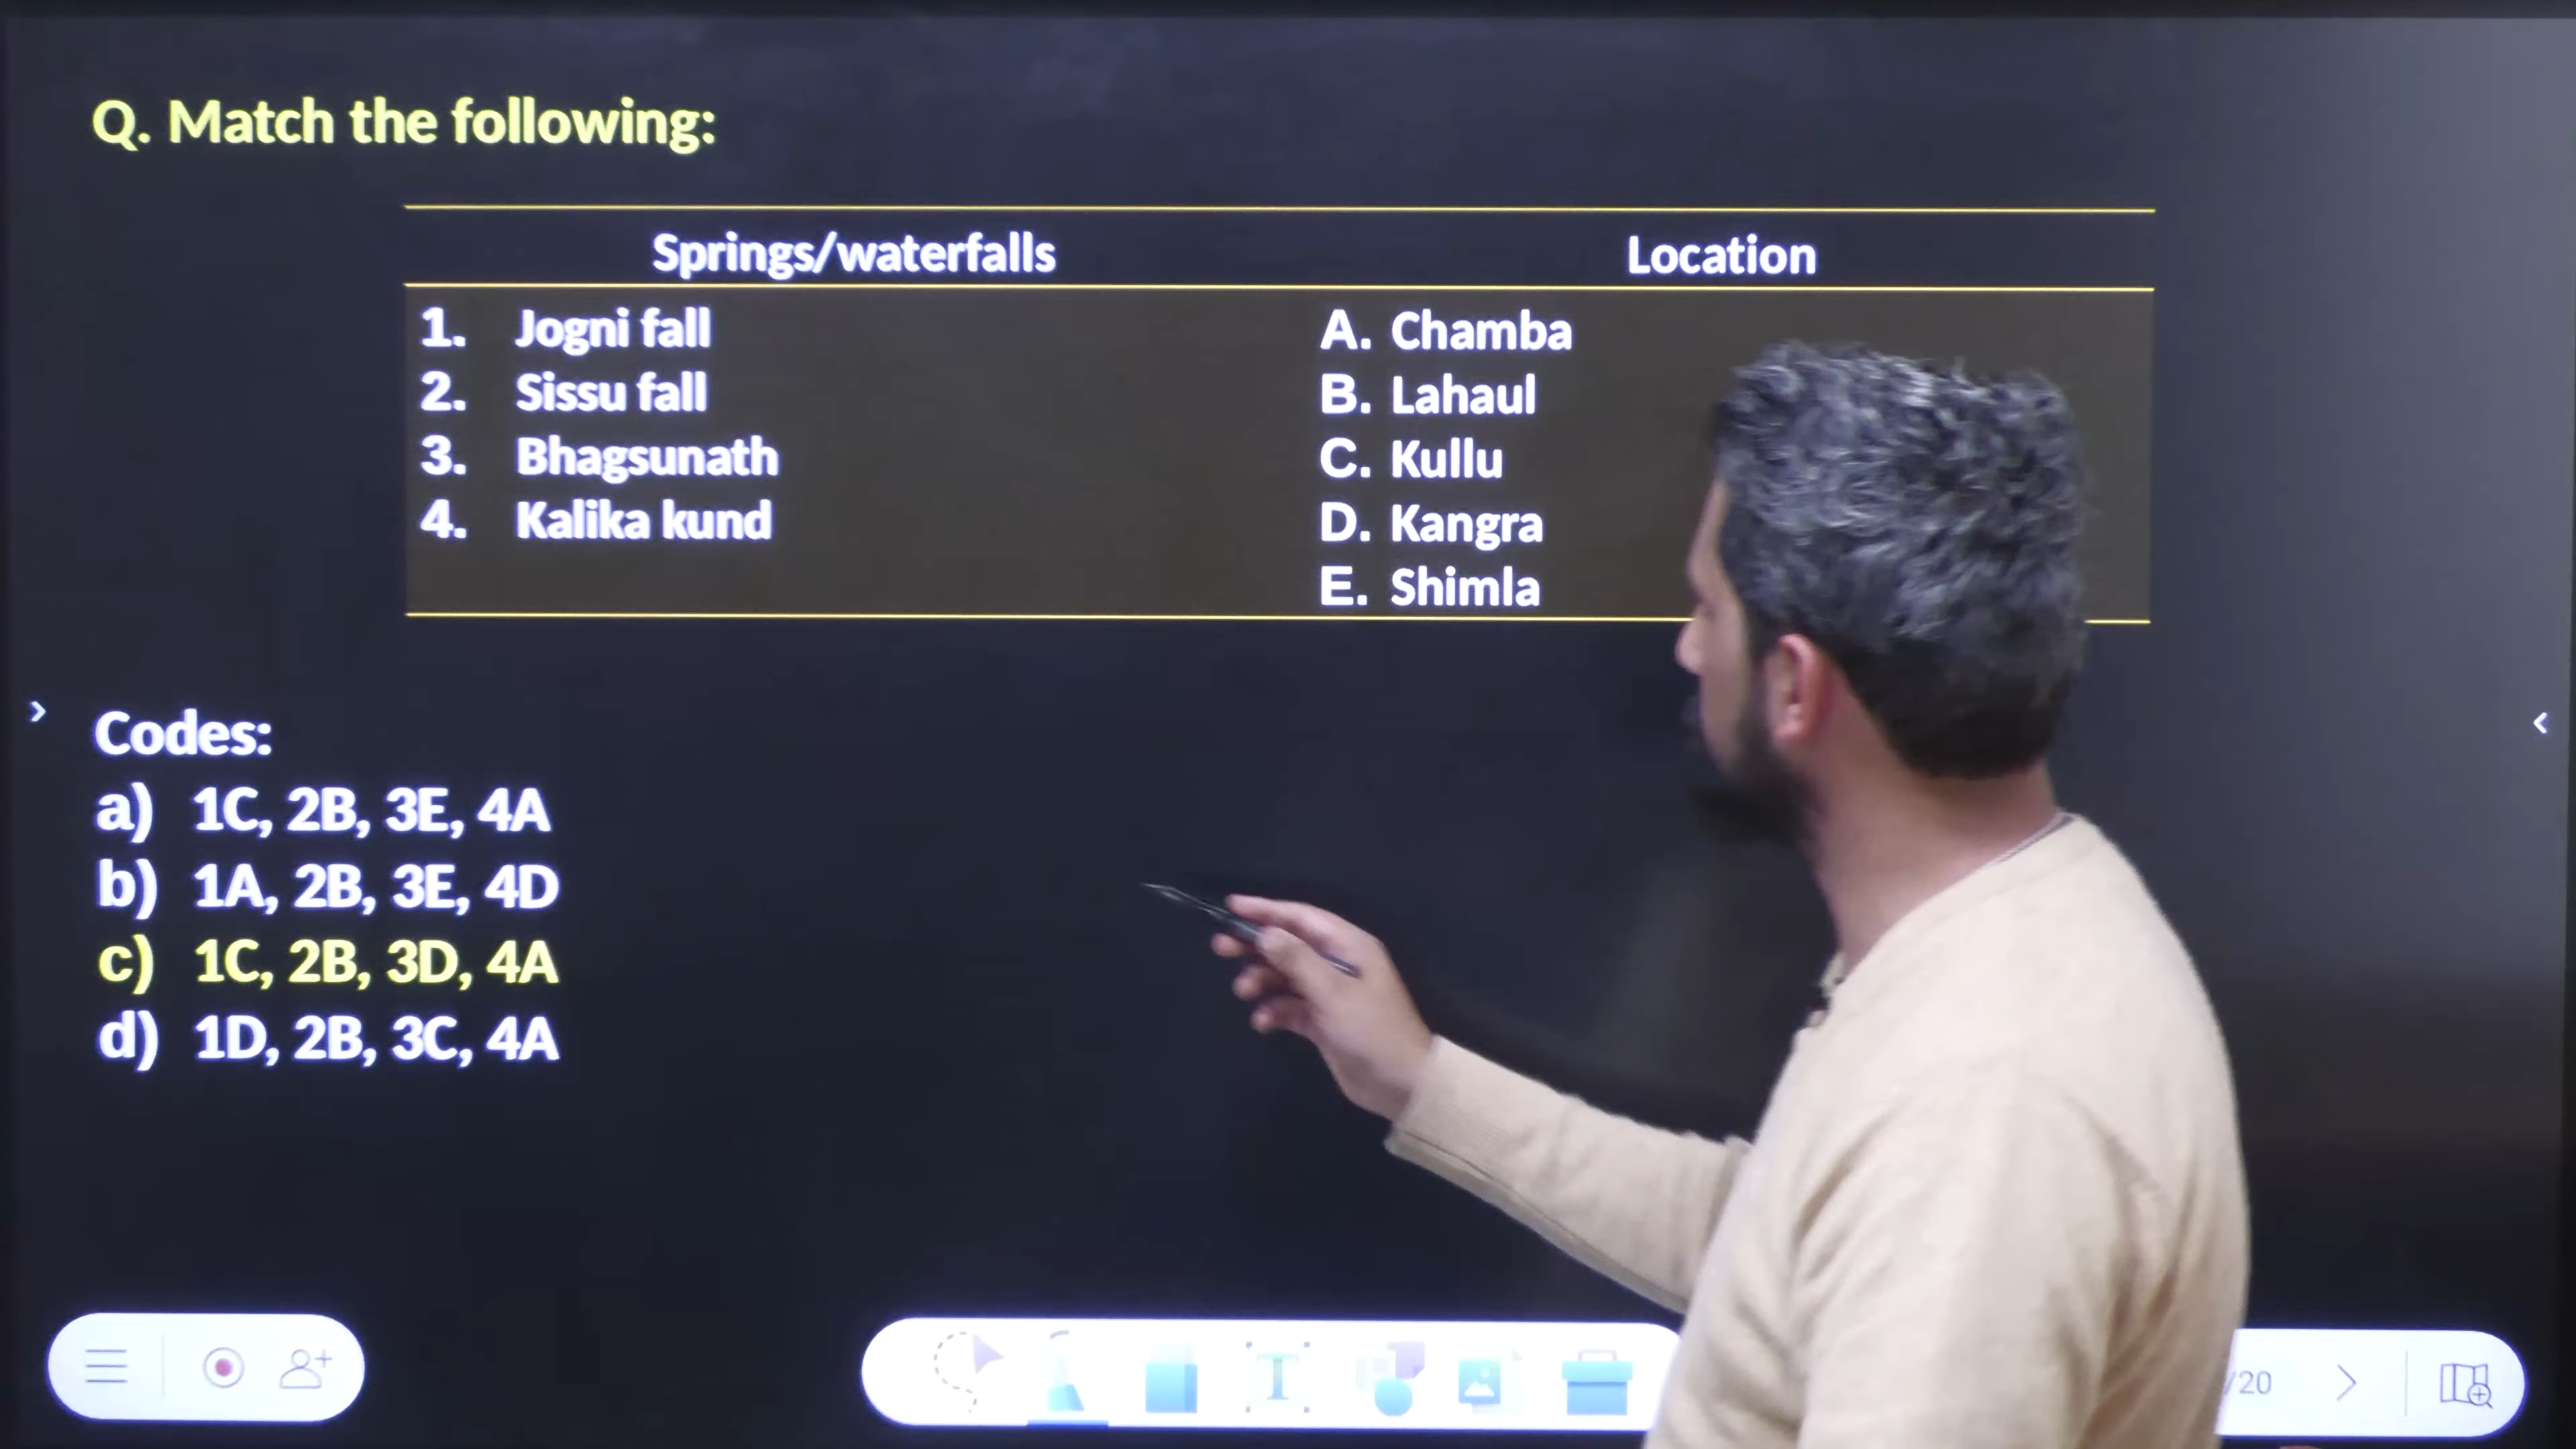 Q. Match the following:
Springs/waterfalls Location
1. Jogni fall A. Chamba
2. Sissu fall B. Lahaul
3. Bhagsunath C. Kullu
4. Kalika kund D. Kangra
E. Shimla
Codes:
a) 1C, 2B, 3E, 4A
b) 1A, 2B, 3E, 4D
c) 1C, 2B, 3D, 4A
d) 1D, 2B, 3C, 4A
T
/20